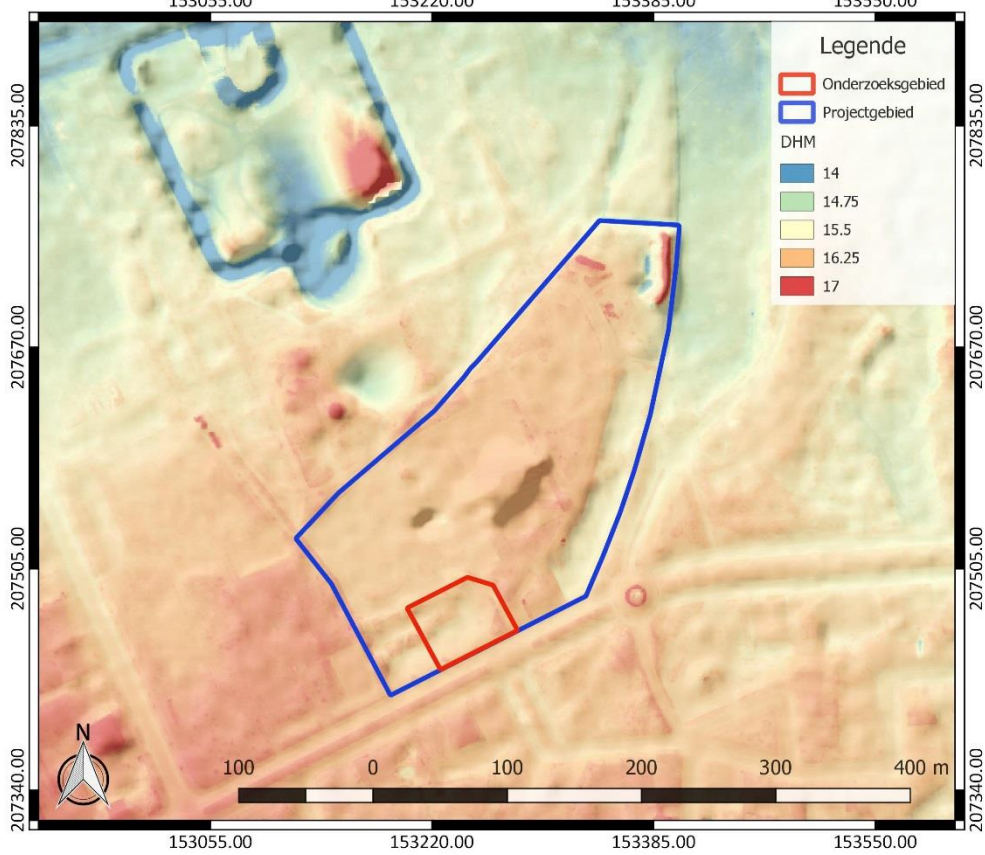 153055.00 153220.00 153385.00 153550.00
Legende
Onderzoeksgebied
Projectgebied
DHM
14
14.75
15.5
16.25
17
207835.00 207835.00
207670.00 207670.00
207505.00 207505.00
207340.00 207340.00
N
100 0 100 200 300 400 m
153055.00 153220.00 153385.00 153550.00